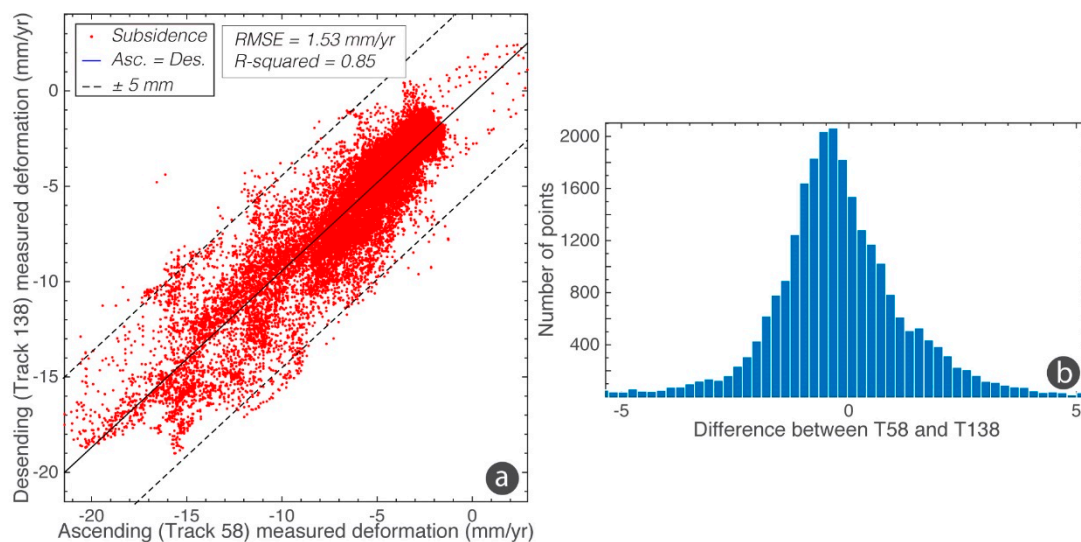 Subsidence
Asc. = Des.
± 5 mm
RMSE = 1.53 mm/yr
R-squared = 0.85
Desending (Track 138) measured deformation (mm/yr)
0
-5
-10
-15
-20
-20
-15
-10
-5
0
Ascending (Track 58) measured deformation (mm/yr)
a
Number of points
2000
1600
1200
800
400
-5
0
5
Difference between T58 and T138
b